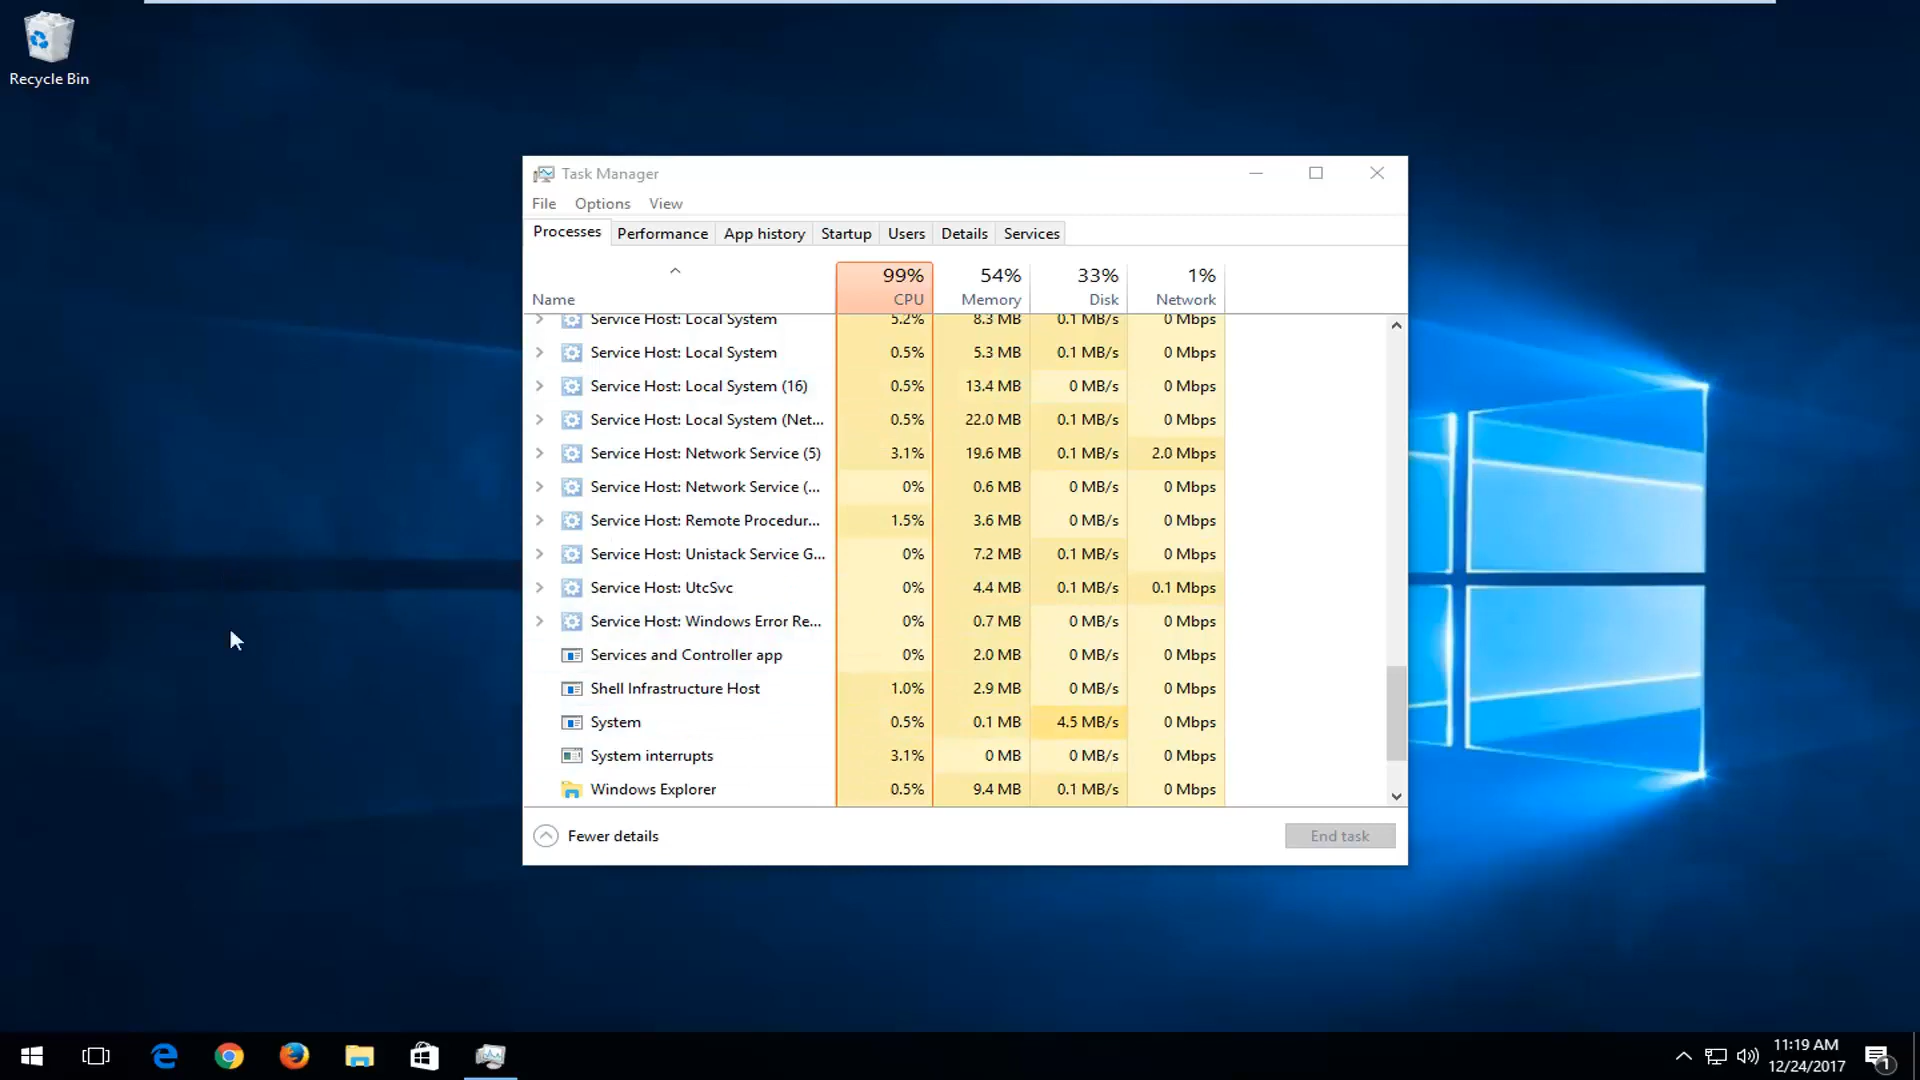 Recycle Bin
Task Manager
File Options View
Processes Performance App history Startup Users Details Services
99% 54% 33% 1%
Name CPU Memory Disk Network
Service Host: Local System 5.2% 8.3 MB 0.1 MB/s 0 Mbps
Service Host: Local System 0.5% 5.3 MB 0.1 MB/s 0 Mbps
Service Host: Local System (16) 0.5% 13.4 MB 0 MB/s 0 Mbps
Service Host: Local System (Net... 0.5% 22.0 MB 0.1 MB/s 0 Mbps
Service Host: Network Service (5) 3.1% 19.6 MB 0.1 MB/s 2.0 Mbps
Service Host: Network Service (... 0% 0.6 MB 0 MB/s 0 Mbps
Service Host: Remote Procedur... 1.5% 3.6 MB 0 MB/s 0 Mbps
Service Host: Unistack Service G... 0% 7.2 MB 0.1 MB/s 0 Mbps
Service Host: UtcSvc 0% 4.4 MB 0.1 MB/s 0.1 Mbps
Service Host: Windows Error Re... 0% 0.7 MB 0 MB/s 0 Mbps
Services and Controller app 0% 2.0 MB 0 MB/s 0 Mbps
Shell Infrastructure Host 1.0% 2.9 MB 0 MB/s 0 Mbps
System 0.5% 0.1 MB 4.5 MB/s 0 Mbps
System interrupts 3.1% 0 MB 0 MB/s 0 Mbps
Windows Explorer 0.5% 9.4 MB 0.1 MB/s 0 Mbps
Fewer details End task
11:19 AM
12/24/2017
1